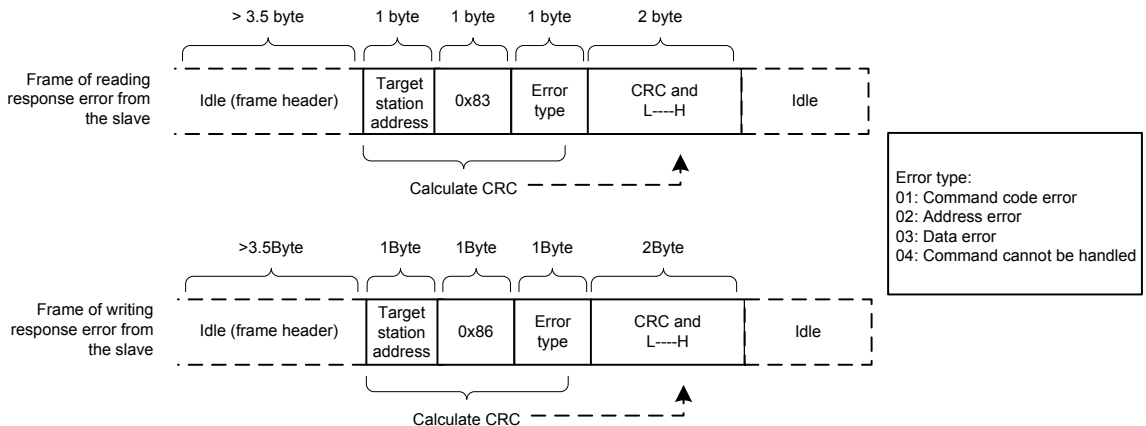 > 3.5 byte
1 byte
1 byte
1 byte
2 byte
Frame of reading
response error from
the slave
Idle (frame header)
Target
station
address
0x83
Error
type
CRC and
L----H
Idle
Calculate CRC
Error type:
01: Command code error
02: Address error
03: Data error
04: Command cannot be handled
>3.5Byte
1Byte
1Byte
1Byte
2Byte
Frame of writing
response error from
the slave
Idle (frame header)
Target
station
address
0x86
Error
type
CRC and
L----H
Idle
Calculate CRC